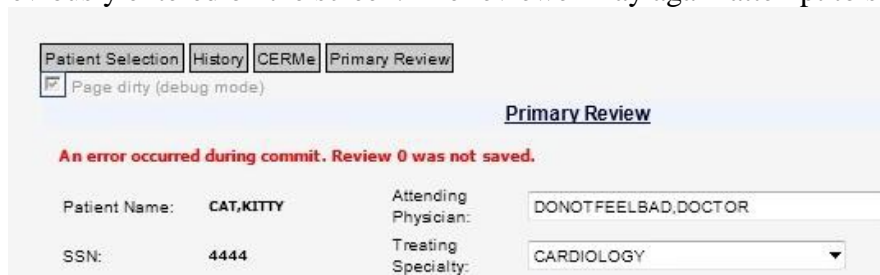 Patient Selection History CERMe Primary Review
Page dirty (debug mode)
Primary Review
An error occurred during commit. Review 0 was not saved.
Patient Name: CAT,KITTY Attending Physician: DONOTFEELBAD,DOCTOR
SSN: 4444 Treating Specialty: CARDIOLOGY